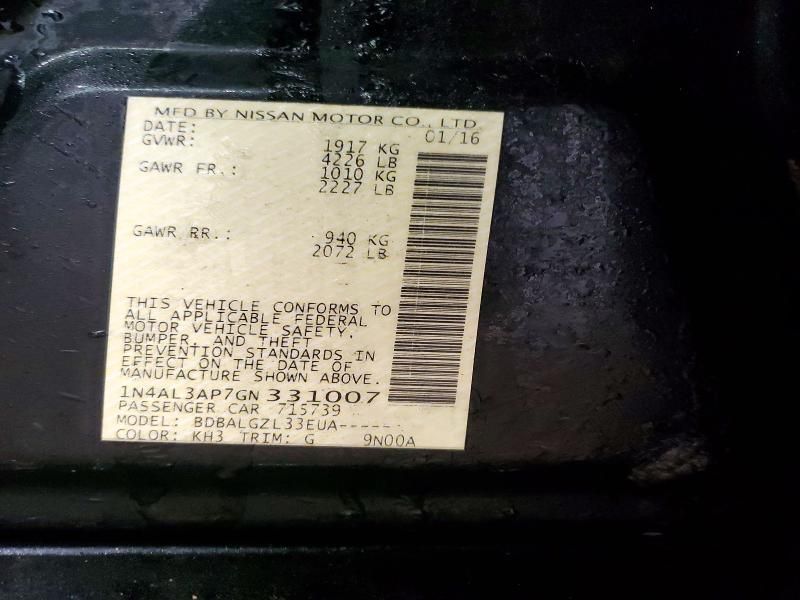 MFD BY NISSAN MOTOR CO., LTD
DATE: 01/16
GVWR: 1917 KG
4226 LB
GAWR FR.: 1010 KG
2227 LB
GAWR RR.: 940 KG
2072 LB
THIS VEHICLE CONFORMS TO
ALL APPLICABLE FEDERAL
MOTOR VEHICLE SAFETY,
BUMPER, AND THEFT
PREVENTION STANDARDS IN
EFFECT ON THE DATE OF
MANUFACTURE SHOWN ABOVE.
1N4AL3AP7GN331007
PASSENGER CAR 715739
MODEL: BDBALGZL33EUA-----
COLOR: KH3 TRIM: G 9N00A